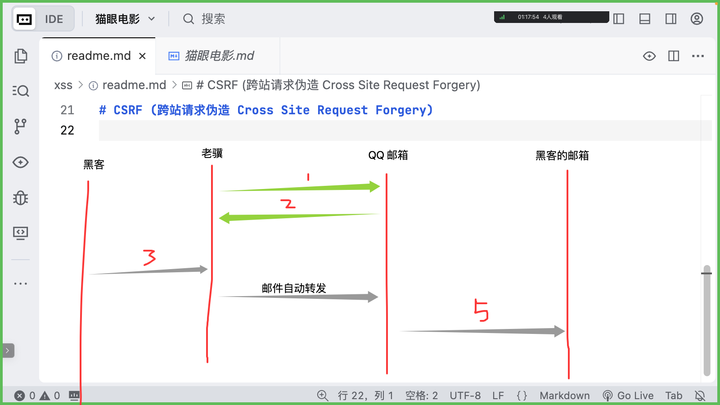 IDE
猫眼电影
搜索
01:17:54 4人观看
readme.md
猫眼电影.md
xss > readme.md > # CSRF (跨站请求伪造 Cross Site Request Forgery)
21 # CSRF (跨站请求伪造 Cross Site Request Forgery)
22
黑客
老骥
QQ 邮箱
黑客的邮箱
1
2
3
邮件自动转发
5
0 0 行 22, 列 1 空格: 2 UTF-8 LF {} Markdown Go Live Tab